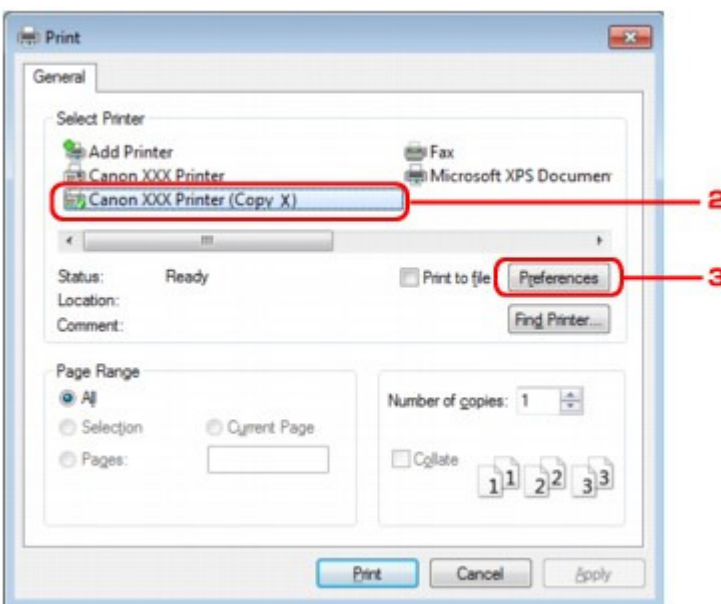 Print
General
Select Printer
Add Printer
Fax
Canon XXX Printer
Microsoft XPS Documen
Canon XXX Printer (Copy X)
2
Status: Ready
Print to file
Preferences
3
Location:
Comment:
Find Printer...
Page Range
All
Number of copies: 1
Selection
Current Page
Pages:
Collate
1 1 2 2 3 3
Print
Cancel
Apply